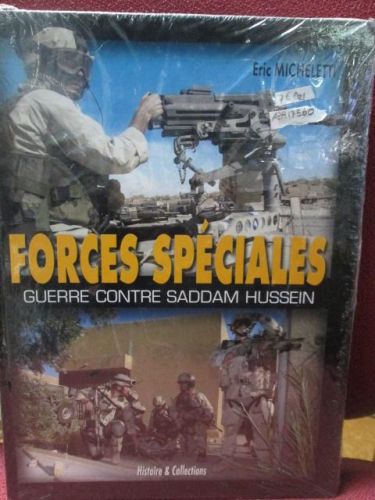 Eric MICHELETTI
FORCES SPÉCIALES
GUERRE CONTRE SADDAM HUSSEIN
Histoire & Collections